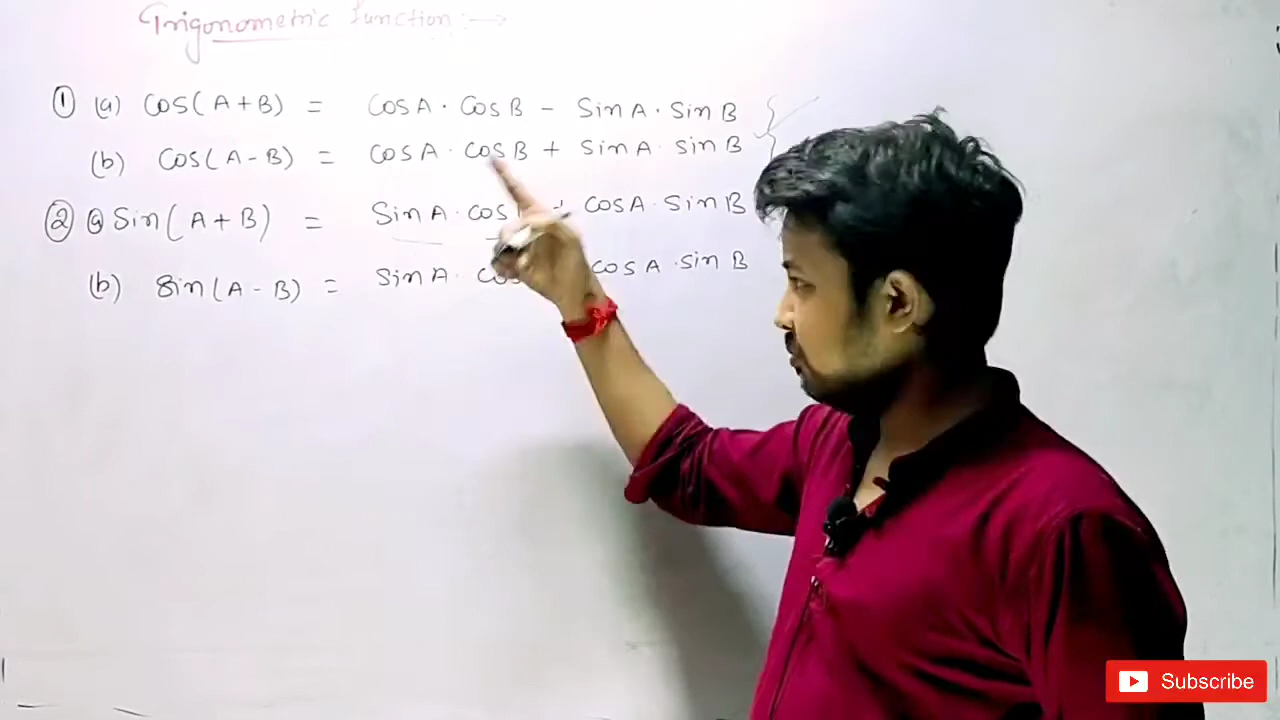 Trigonometric function :-
① (a) cos(A+B) = cosA · cosB - sinA · sinB
(b) cos(A-B) = cosA · cosB + sinA · sinB
② a sin(A+B) = sinA · cos cosA · sinB
(b) sin(A-B) = sinA · cosA · sinB
Subscribe